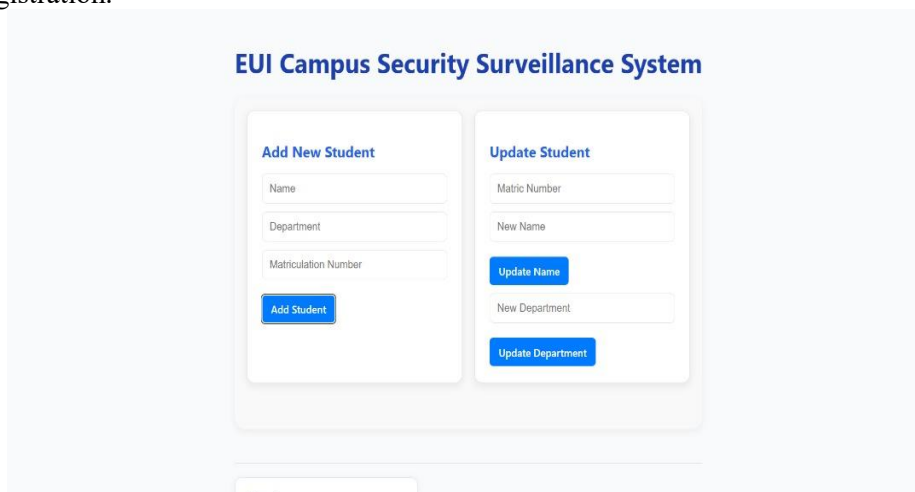 EUI Campus Security Surveillance System
Add New Student
Name
Department
Matriculation Number
Add Student
Update Student
Matric Number
New Name
Update Name
New Department
Update Department